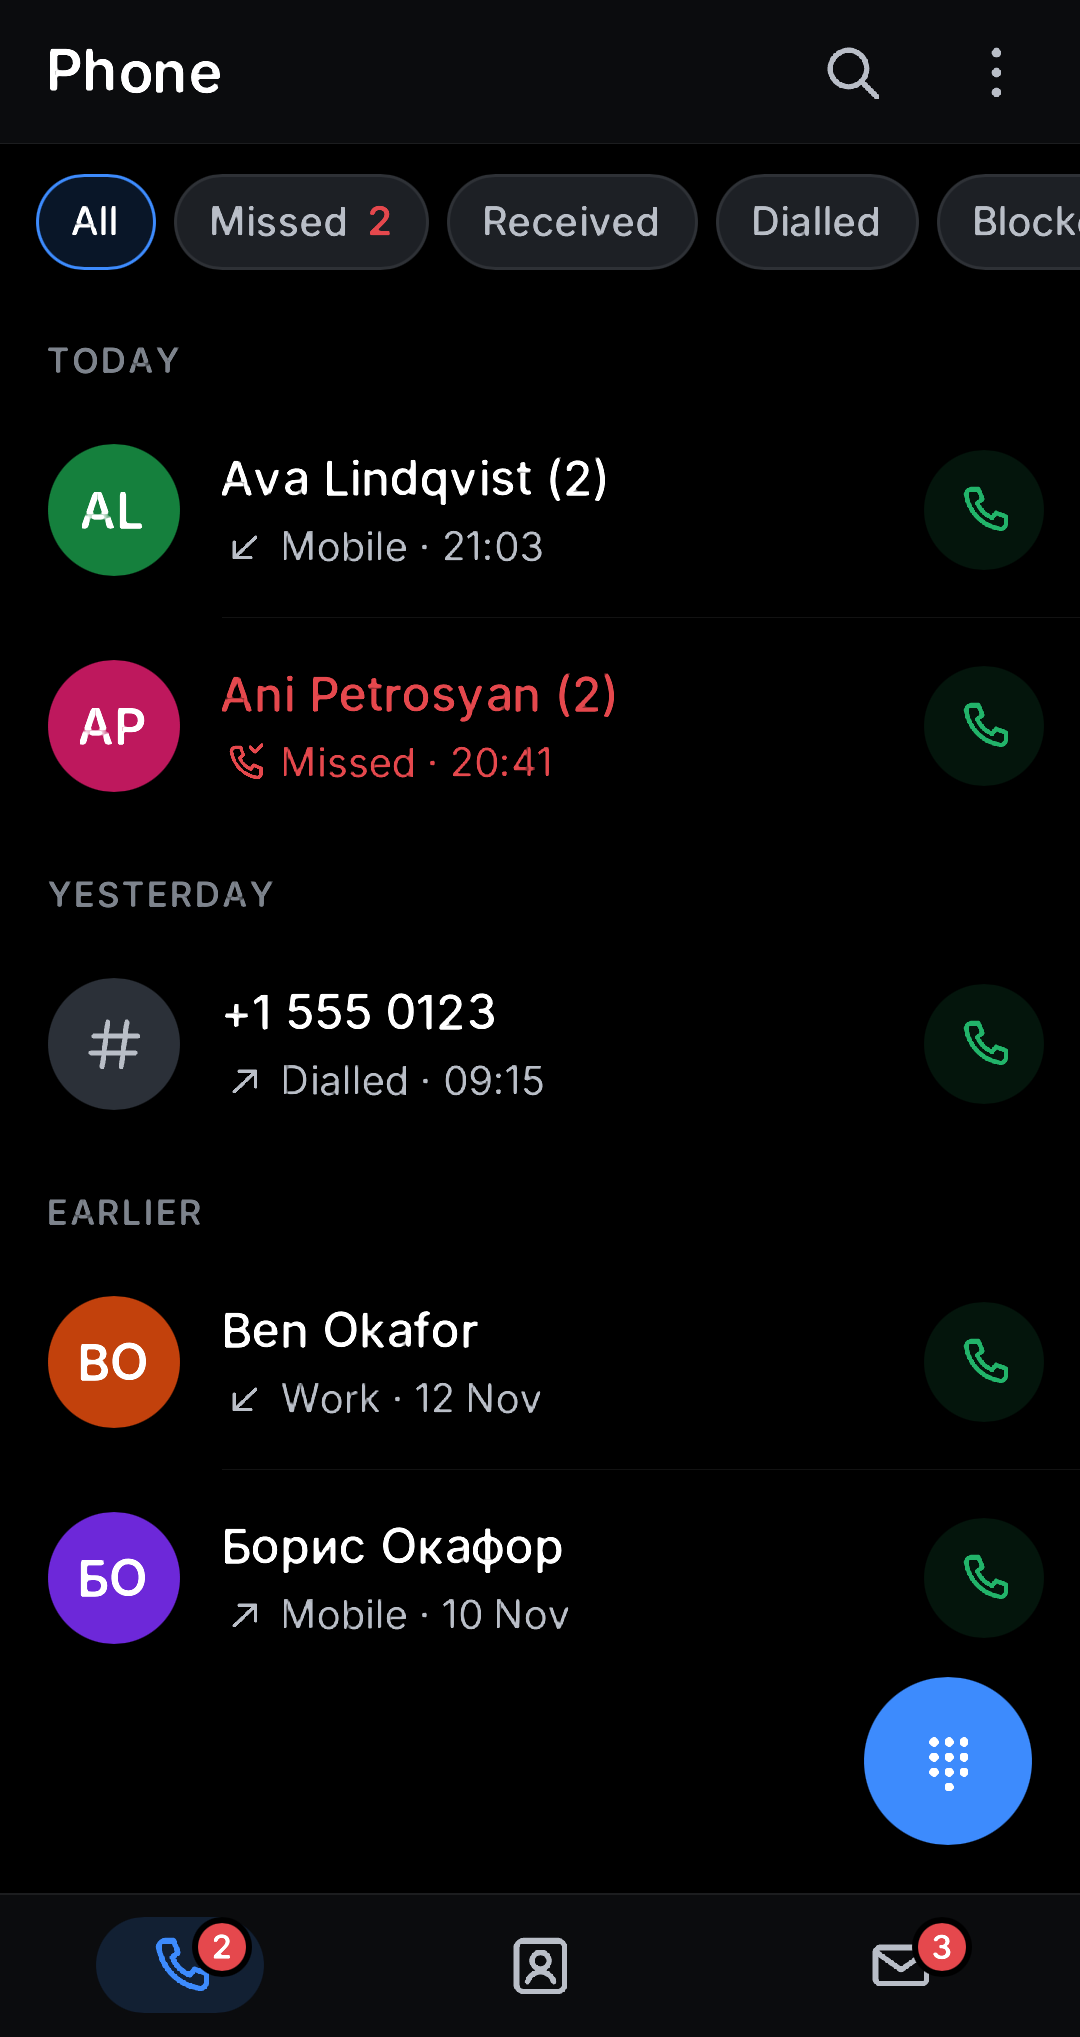 Phone
All
Missed 2
Received
Dialled
Block
TODAY
AL
Ava Lindqvist (2)
Mobile · 21:03
AP
Ani Petrosyan (2)
Missed · 20:41
YESTERDAY
#
+1 555 0123
Dialled · 09:15
EARLIER
BO
Ben Okafor
Work · 12 Nov
БО
Борис Окафор
Mobile · 10 Nov
2
3